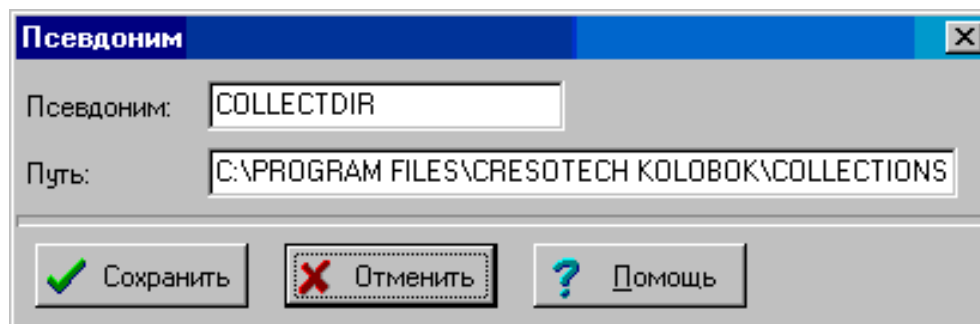 Псевдоним
Псевдоним: COLLECTDIR
Путь: C:\PROGRAM FILES\CRESOTECH KOLOBOK\COLLECTIONS
Сохранить Отменить Помощь